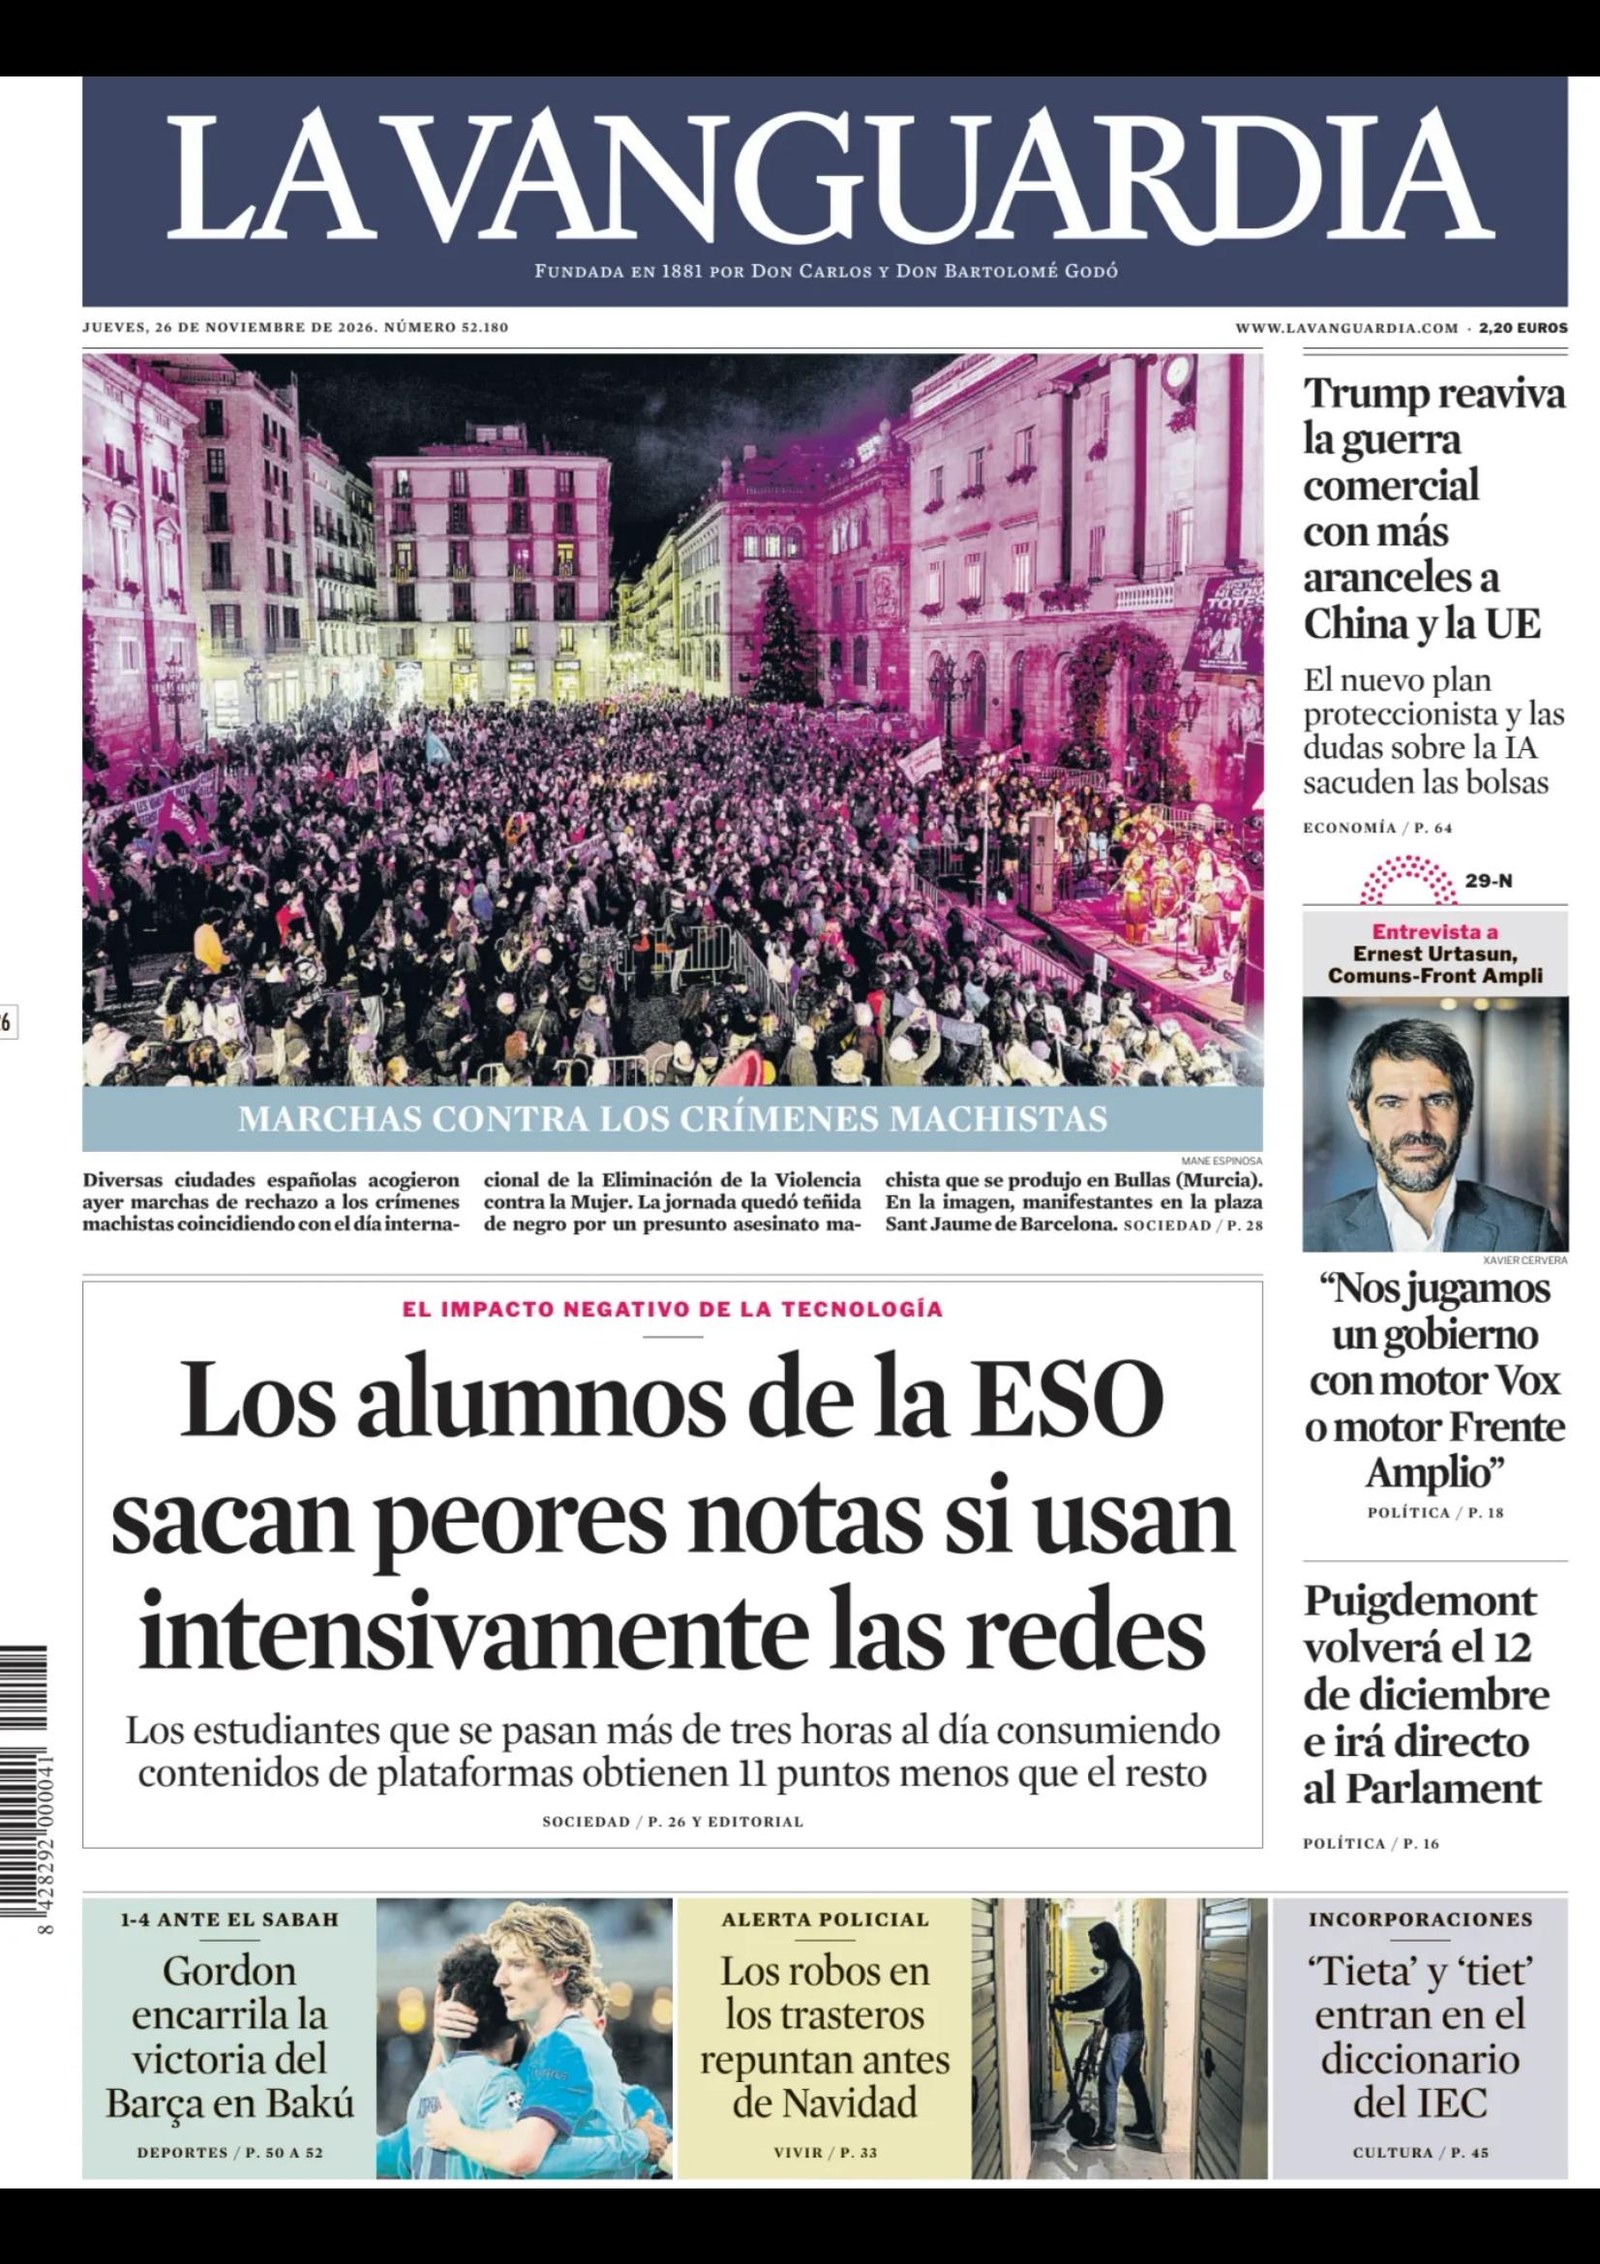 LA VANGUARDIA
FUNDADA EN 1881 POR DON CARLOS Y DON BARTOLOMÉ GODÓ
JUEVES, 26 DE NOVIEMBRE DE 2026. NÚMERO 52.180
WWW.LAVANGUARDIA.COM · 2,20 EUROS
TOTES
MARCHAS CONTRA LOS CRÍMENES MACHISTAS
MANE ESPINOSA
Diversas ciudades españolas acogieron
ayer marchas de rechazo a los crímenes
machistas coincidiendo con el día interna-
cional de la Eliminación de la Violencia
contra la Mujer. La jornada quedó teñida
de negro por un presunto asesinato ma-
chista que se produjo en Bullas (Murcia).
En la imagen, manifestantes en la plaza
Sant Jaume de Barcelona. SOCIEDAD / P. 28
Trump reaviva
la guerra
comercial
con más
aranceles a
China y la UE
El nuevo plan
proteccionista y las
dudas sobre la IA
sacuden las bolsas
ECONOMÍA / P. 64
29-N
Entrevista a
Ernest Urtasun,
Comuns-Front Ampli
XAVIER CERVERA
“Nos jugamos
un gobierno
con motor Vox
o motor Frente
Amplio”
POLÍTICA / P. 18
Puigdemont
volverá el 12
de diciembre
e irá directo
al Parlament
POLÍTICA / P. 16
EL IMPACTO NEGATIVO DE LA TECNOLOGÍA
Los alumnos de la ESO
sacan peores notas si usan
intensivamente las redes
Los estudiantes que se pasan más de tres horas al día consumiendo
contenidos de plataformas obtienen 11 puntos menos que el resto
SOCIEDAD / P. 26 Y EDITORIAL
8 428292 000041
1-4 ANTE EL SABAH
Gordon
encarrila la
victoria del
Barça en Bakú
DEPORTES / P. 50 A 52
ALERTA POLICIAL
Los robos en
los trasteros
repuntan antes
de Navidad
VIVIR / P. 33
INCORPORACIONES
‘Tieta’ y ‘tiet’
entran en el
diccionario
del IEC
CULTURA / P. 45